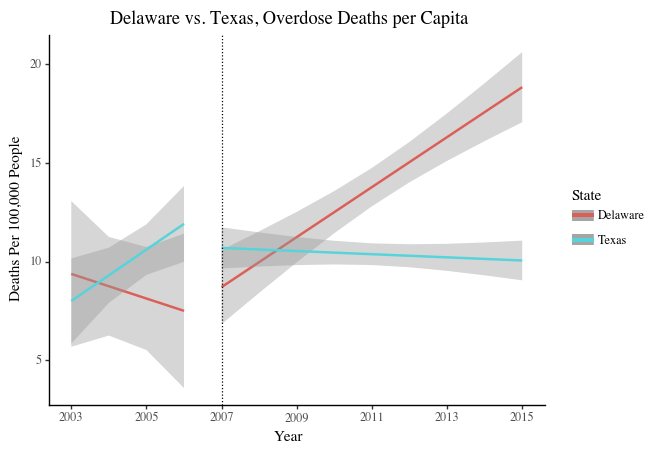 Delaware vs. Texas, Overdose Deaths per Capita
Deaths Per 100,000 People
20
15
10
5
2003 2005 2007 2009 2011 2013 2015
Year
State
Delaware
Texas